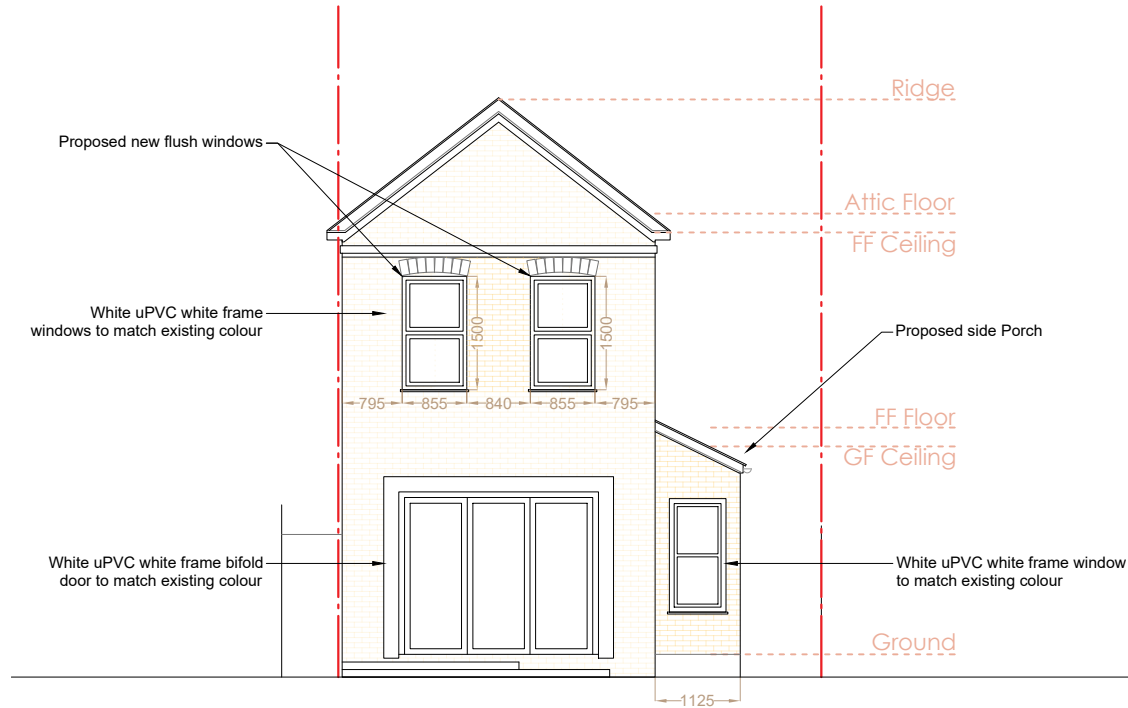 Ridge
Proposed new flush windows
Attic Floor
FF Ceiling
White uPVC white frame
windows to match existing colour
1500
1500
Proposed side Porch
795
855
840
855
795
FF Floor
GF Ceiling
White uPVC white frame bifold
door to match existing colour
White uPVC white frame window
to match existing colour
Ground
1125